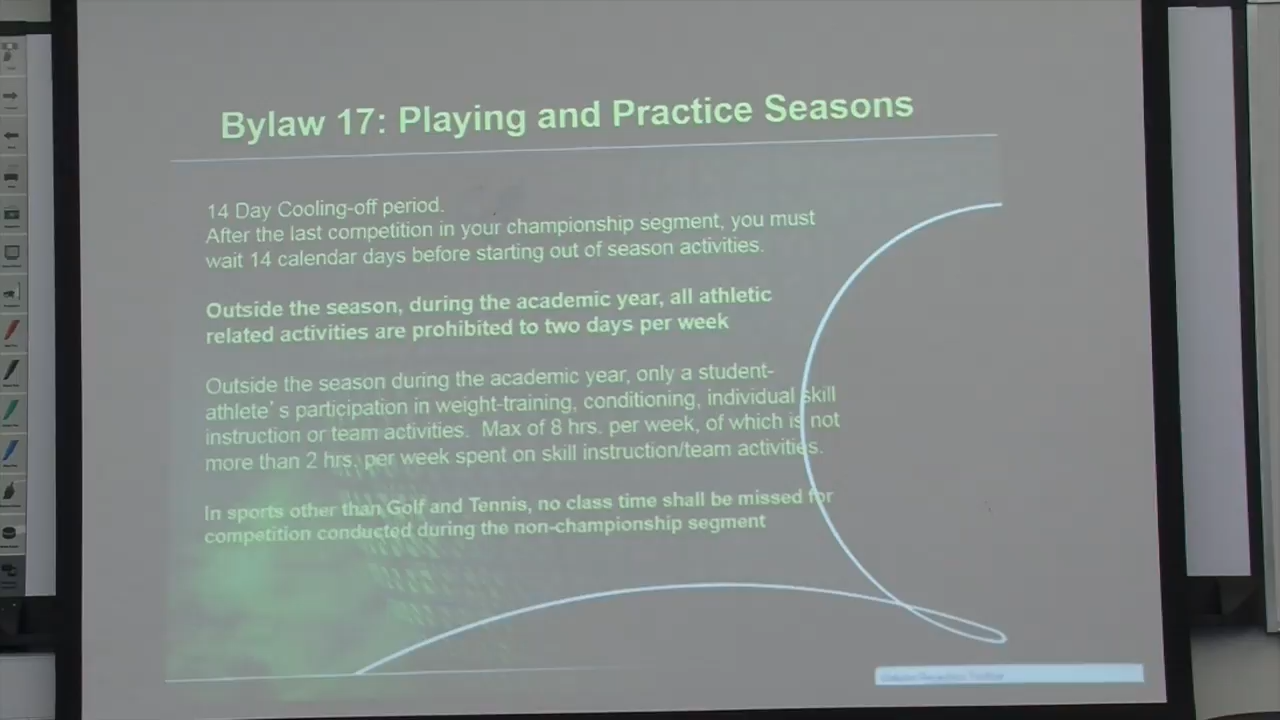 Bylaw 17: Playing and Practice Seasons
14 Day Cooling-off period.
After the last competition in your championship segment, you must
wait 14 calendar days before starting out of season activities.
Outside the season, during the academic year, all athletic
related activities are prohibited to two days per week
Outside the season during the academic year, only a student-
athlete's participation in weight-training, conditioning, individual skill
instruction or team activities. Max of 8 hrs. per week, of which is not
more than 2 hrs. per week spent on skill instruction/team activities.
In sports other than Golf and Tennis, no class time shall be missed for
competition conducted during the non-championship segment